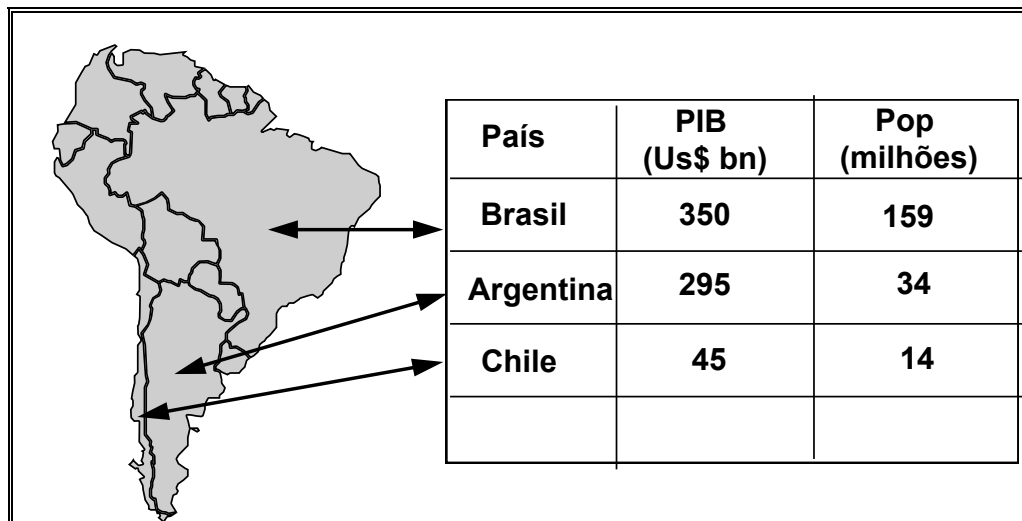 País PIB (Us$ bn) Pop (milhões)
Brasil 350 159
Argentina 295 34
Chile 45 14